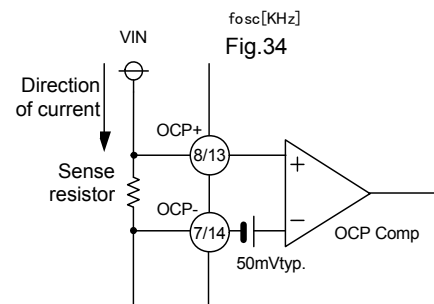 fosc[KHz]
VIN
Fig.34
Direction
of current
OCP+
8/13
+
Sense
resistor
OCP-
7/14
−
OCP Comp
50mVtyp.